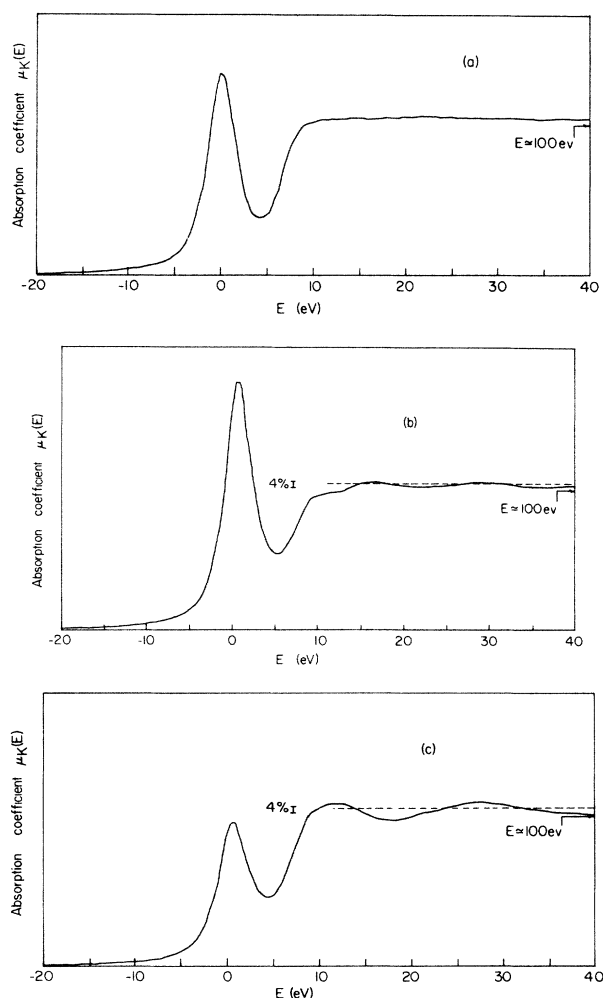 Absorption coefficient μK(E)
(a)
E≃100ev
-20 -10 0 10 20 30 40
E (eV)
Absorption coefficient μK(E)
(b)
4%I
E≃100ev
-20 -10 0 10 20 30 40
E (eV)
Absorption coefficient μK(E)
(c)
4%I
E≃100ev
-20 -10 0 10 20 30 40
E (eV)